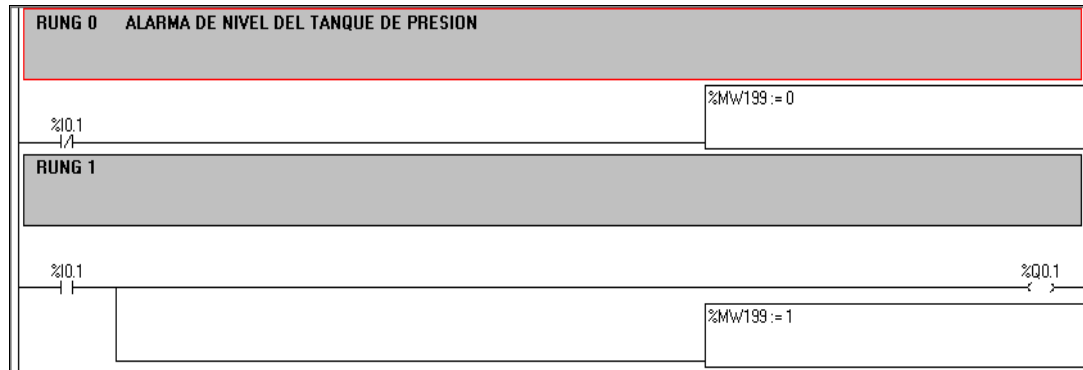 RUNG 0 ALARMA DE NIVEL DEL TANQUE DE PRESION
%MW199 := 0
%I0.1
RUNG 1
%I0.1
%Q0.1
%MW199 := 1